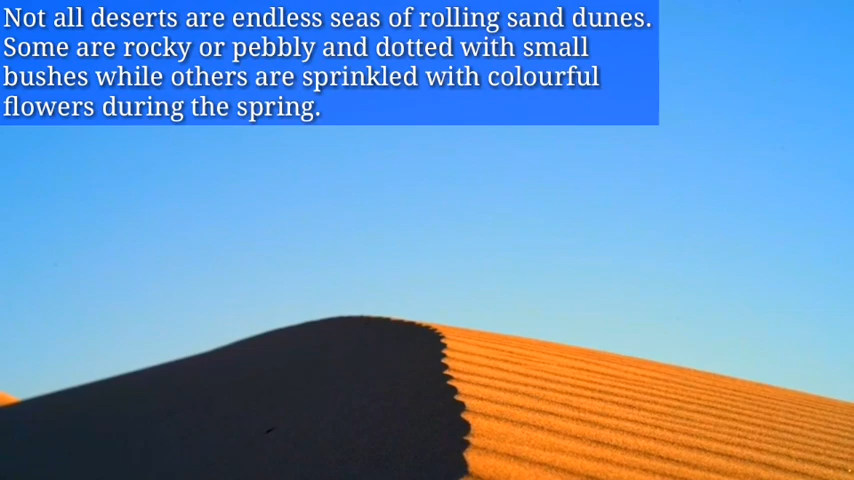 Not all deserts are endless seas of rolling sand dunes.
Some are rocky or pebbly and dotted with small
bushes while others are sprinkled with colourful
flowers during the spring.